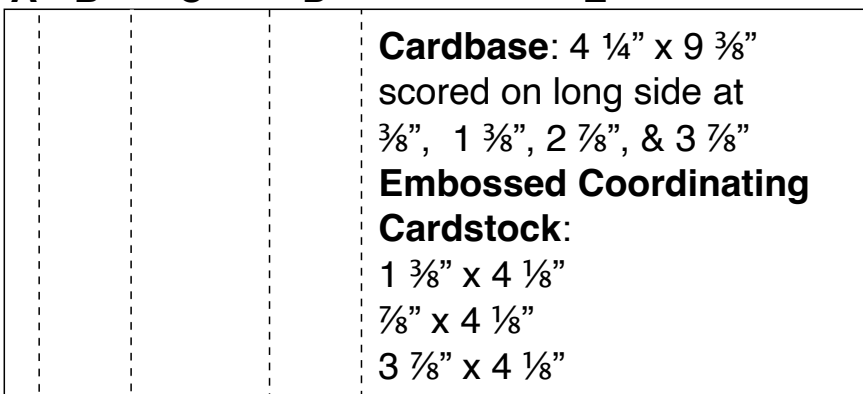 Cardbase: 4 ¼” x 9 ⅜”
scored on long side at
⅜”, 1 ⅜”, 2 ⅞”, & 3 ⅞”
Embossed Coordinating
Cardstock:
1 ⅜” x 4 ⅛”
⅞” x 4 ⅛”
3 ⅞” x 4 ⅛”